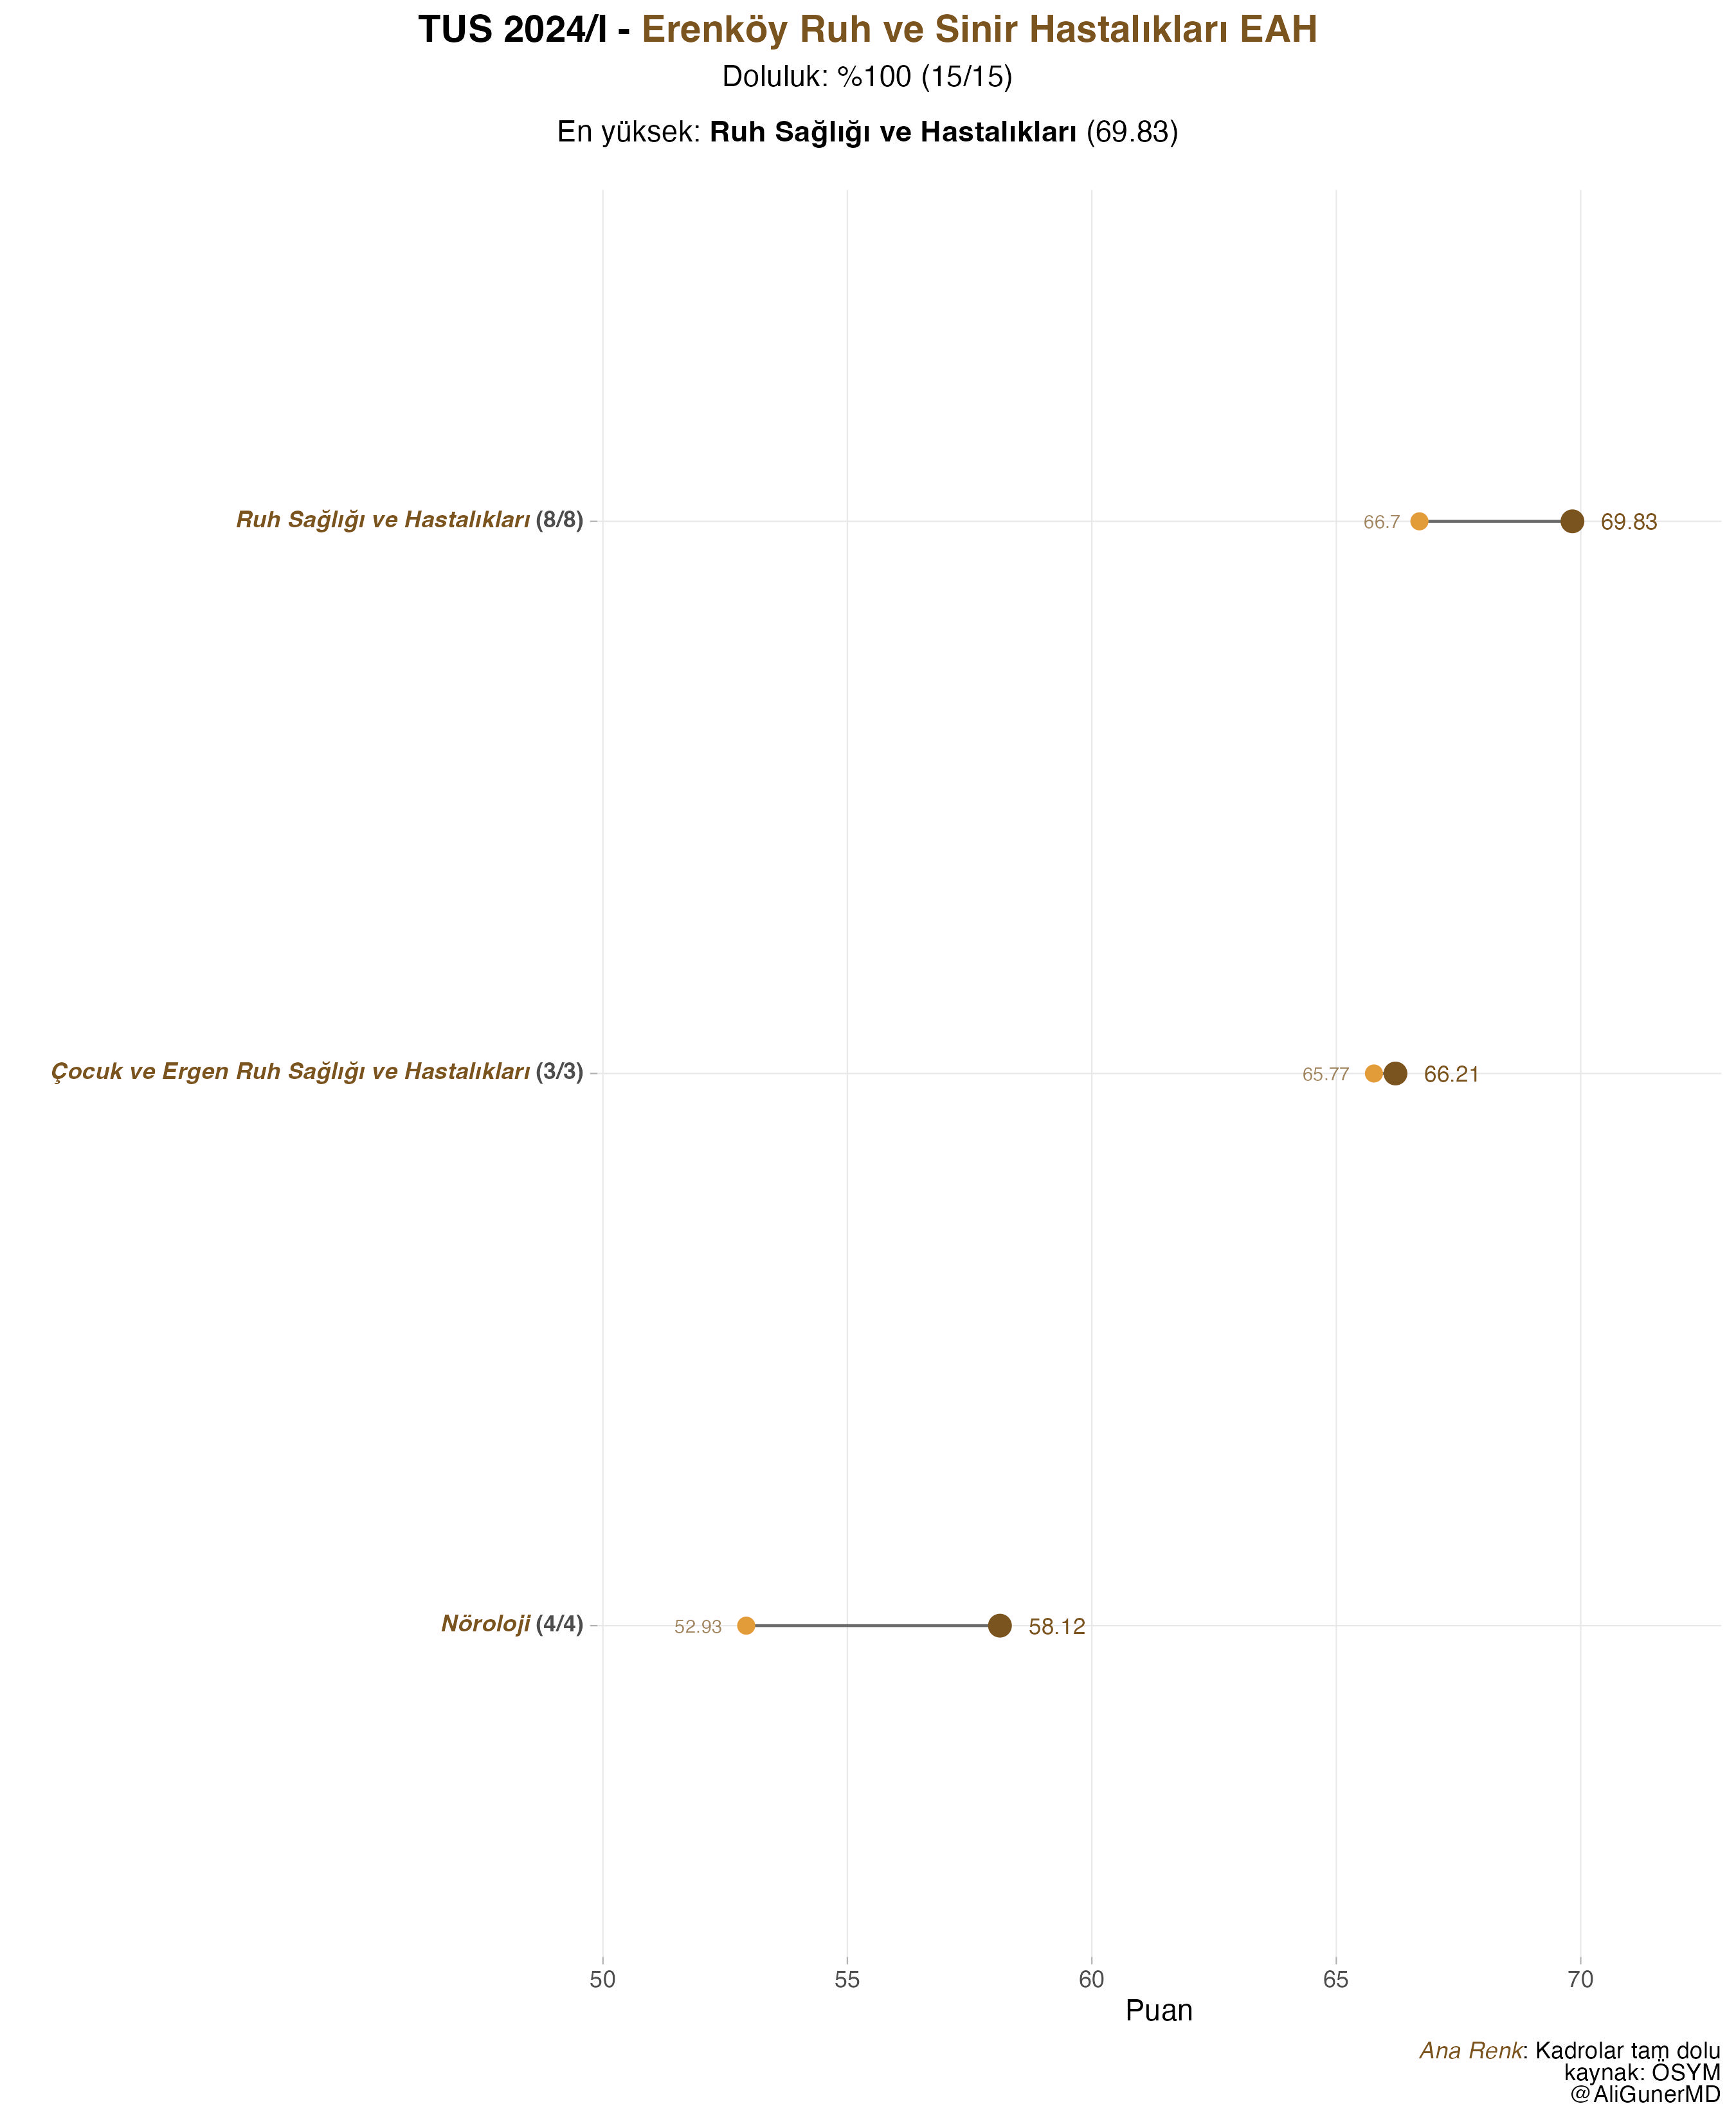 TUS 2024/I - Erenköy Ruh ve Sinir Hastalıkları EAH
Doluluk: %100 (15/15)
En yüksek: Ruh Sağlığı ve Hastalıkları (69.83)
Ruh Sağlığı ve Hastalıkları (8/8)
66.7
69.83
Çocuk ve Ergen Ruh Sağlığı ve Hastalıkları (3/3)
65.77
66.21
Nöroloji (4/4)
52.93
58.12
50
55
60
65
70
Puan
Ana Renk: Kadrolar tam dolu
kaynak: ÖSYM
@AliGunerMD